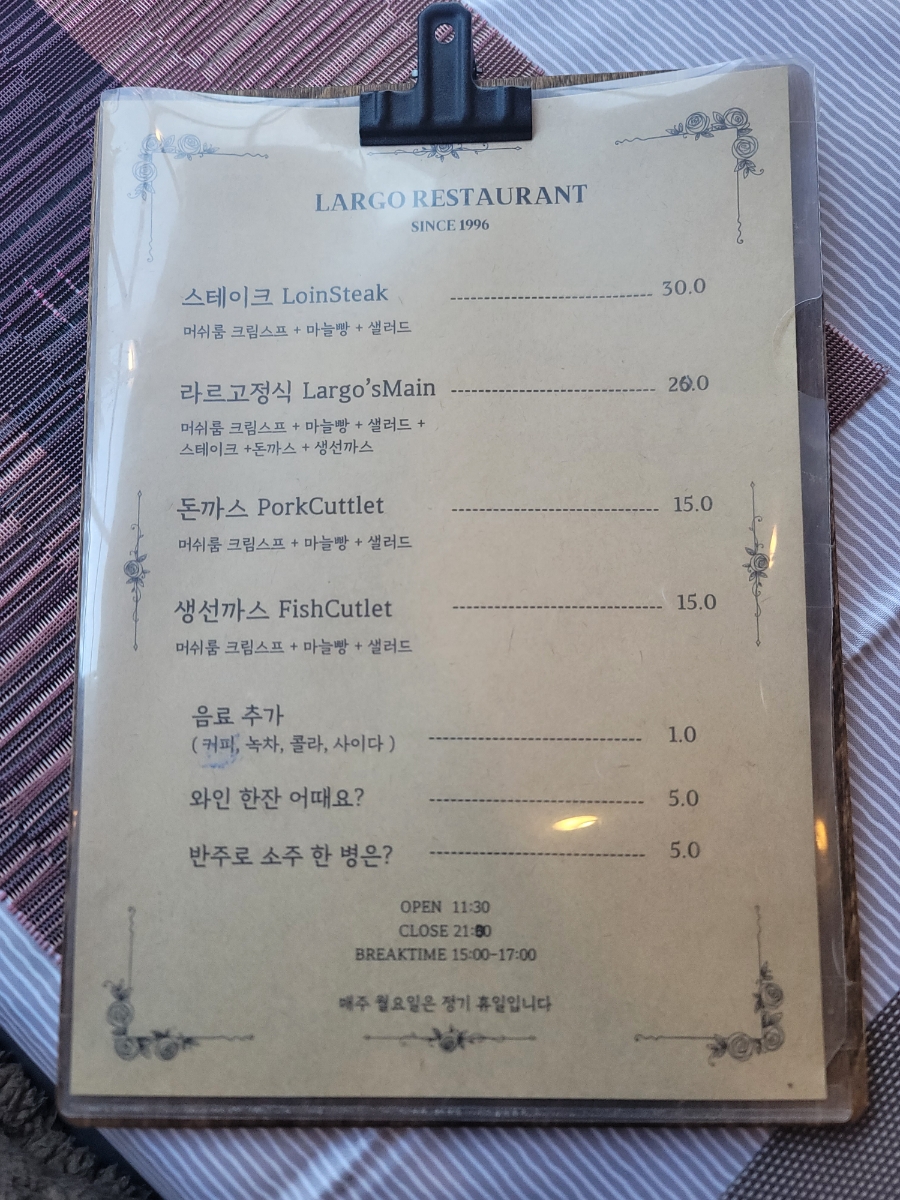 LARGO RESTAURANT
SINCE 1996
스테이크 LoinSteak ---------- 30.0
머쉬룸 크림스프 + 마늘빵 + 샐러드
라르고정식 Largo'sMain ----------
머쉬룸 크림스프 + 마늘빵 + 샐러드 +
스테이크 +돈까스 + 생선까스
돈까스 PorkCuttlet ---------- 15.0
머쉬룸 크림스프 + 마늘빵 + 샐러드
생선까스 FishCutlet ---------- 15.0
머쉬룸 크림스프 + 마늘빵 + 샐러드
음료 추가
( 커피, 녹차, 콜라, 사이다 ) ---------- 1.0
와인 한잔 어때요? ---------- 5.0
반주로 소주 한 병은? ---------- 5.0
OPEN 11:30
CLOSE
BREAKTIME 15:00-17:00
매주 월요일은 정기 휴일입니다